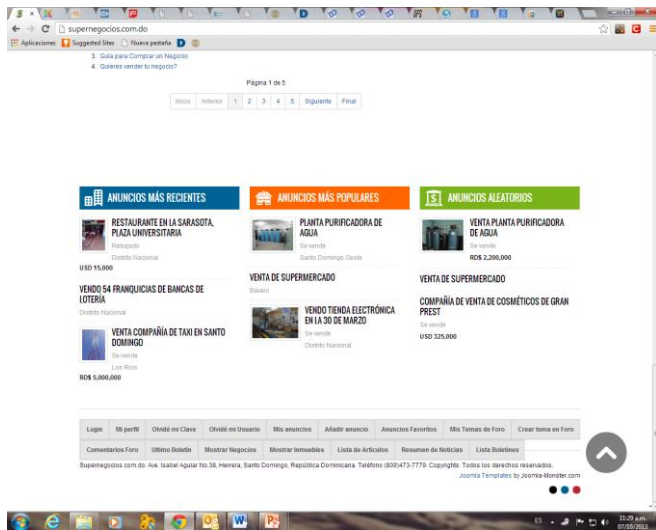 supernegocios.com.do
Aplicaciones Suggested Sites Nueva pestaña
3. Guía para Comprar un Negocio
4. Quieres vender tu negocio?
Página 1 de 5
Inicio Anterior 1 2 3 4 5 Siguiente Final
ANUNCIOS MÁS RECIENTES
RESTAURANTE EN LA SARASOTA, PLAZA UNIVERSITARIA
Rebajado
Distrito Nacional
USD 15,000
VENDO 54 FRANQUICIAS DE BANCAS DE LOTERÍA
Distrito Nacional
VENTA COMPAÑÍA DE TAXI EN SANTO DOMINGO
Se vende
Los Ríos
RD$ 5,000,000
ANUNCIOS MÁS POPULARES
PLANTA PURIFICADORA DE AGUA
Se vende
Santo Domingo Oeste
VENTA DE SUPERMERCADO
Bávaro
VENDO TIENDA ELECTRÓNICA EN LA 30 DE MARZO
Se vende
Distrito Nacional
ANUNCIOS ALEATORIOS
VENTA PLANTA PURIFICADORA DE AGUA
Se vende
RD$ 2,200,000
VENTA DE SUPERMERCADO
COMPAÑÍA DE VENTA DE COSMÉTICOS DE GRAN PREST
Se vende
USD 325,000
Login Mi perfil Olvidé mi Clave Olvidé mi Usuario Mis anuncios Añadir anuncio Anuncios Favoritos Mis Temas de Foro Crear tema en Foro
Comentarios Foro Ultimo Boletín Mostrar Negocios Mostrar Inmuebles Lista de Artículos Resumen de Noticias Lista Boletines
Supernegocios.com.do. Ave. Isabel Aguiar No.38, Herrera, Santo Domingo. República Dominicana. Teléfono (809)473-7779. Copyrights. Todos los derechos reservados.
Joomla Templates by Joomla-Monster.com
ES
11:29 a.m.
07/10/2013